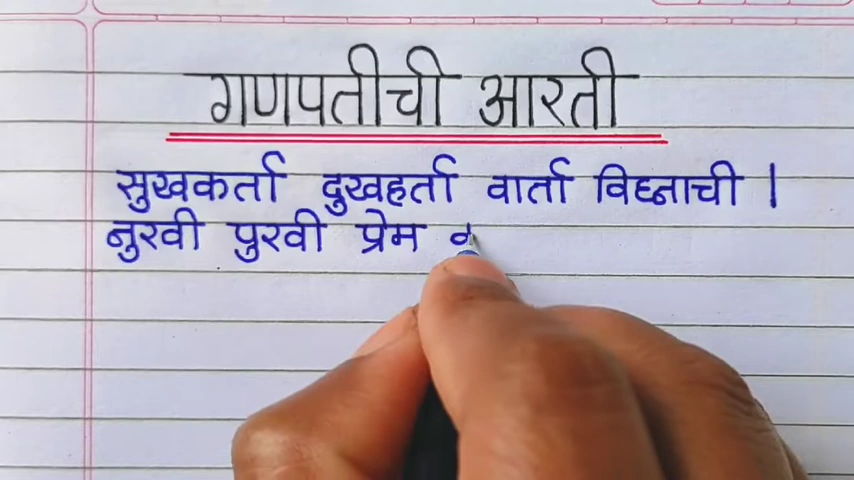 गणपतीची आरती
सुखकर्ता दुखहर्ता वार्ता विघ्नाची |
नुरवी पुरवी प्रेम